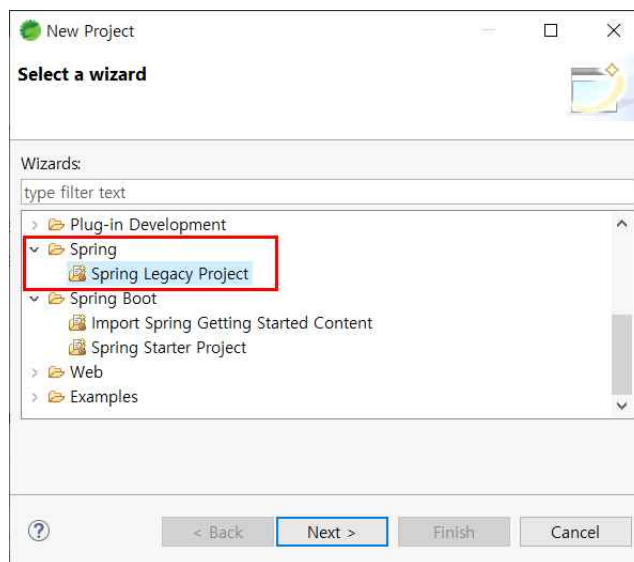 New Project
Select a wizard
Wizards:
type filter text
Plug-in Development
Spring
Spring Legacy Project
Spring Boot
Import Spring Getting Started Content
Spring Starter Project
Web
Examples
?
< Back
Next >
Finish
Cancel